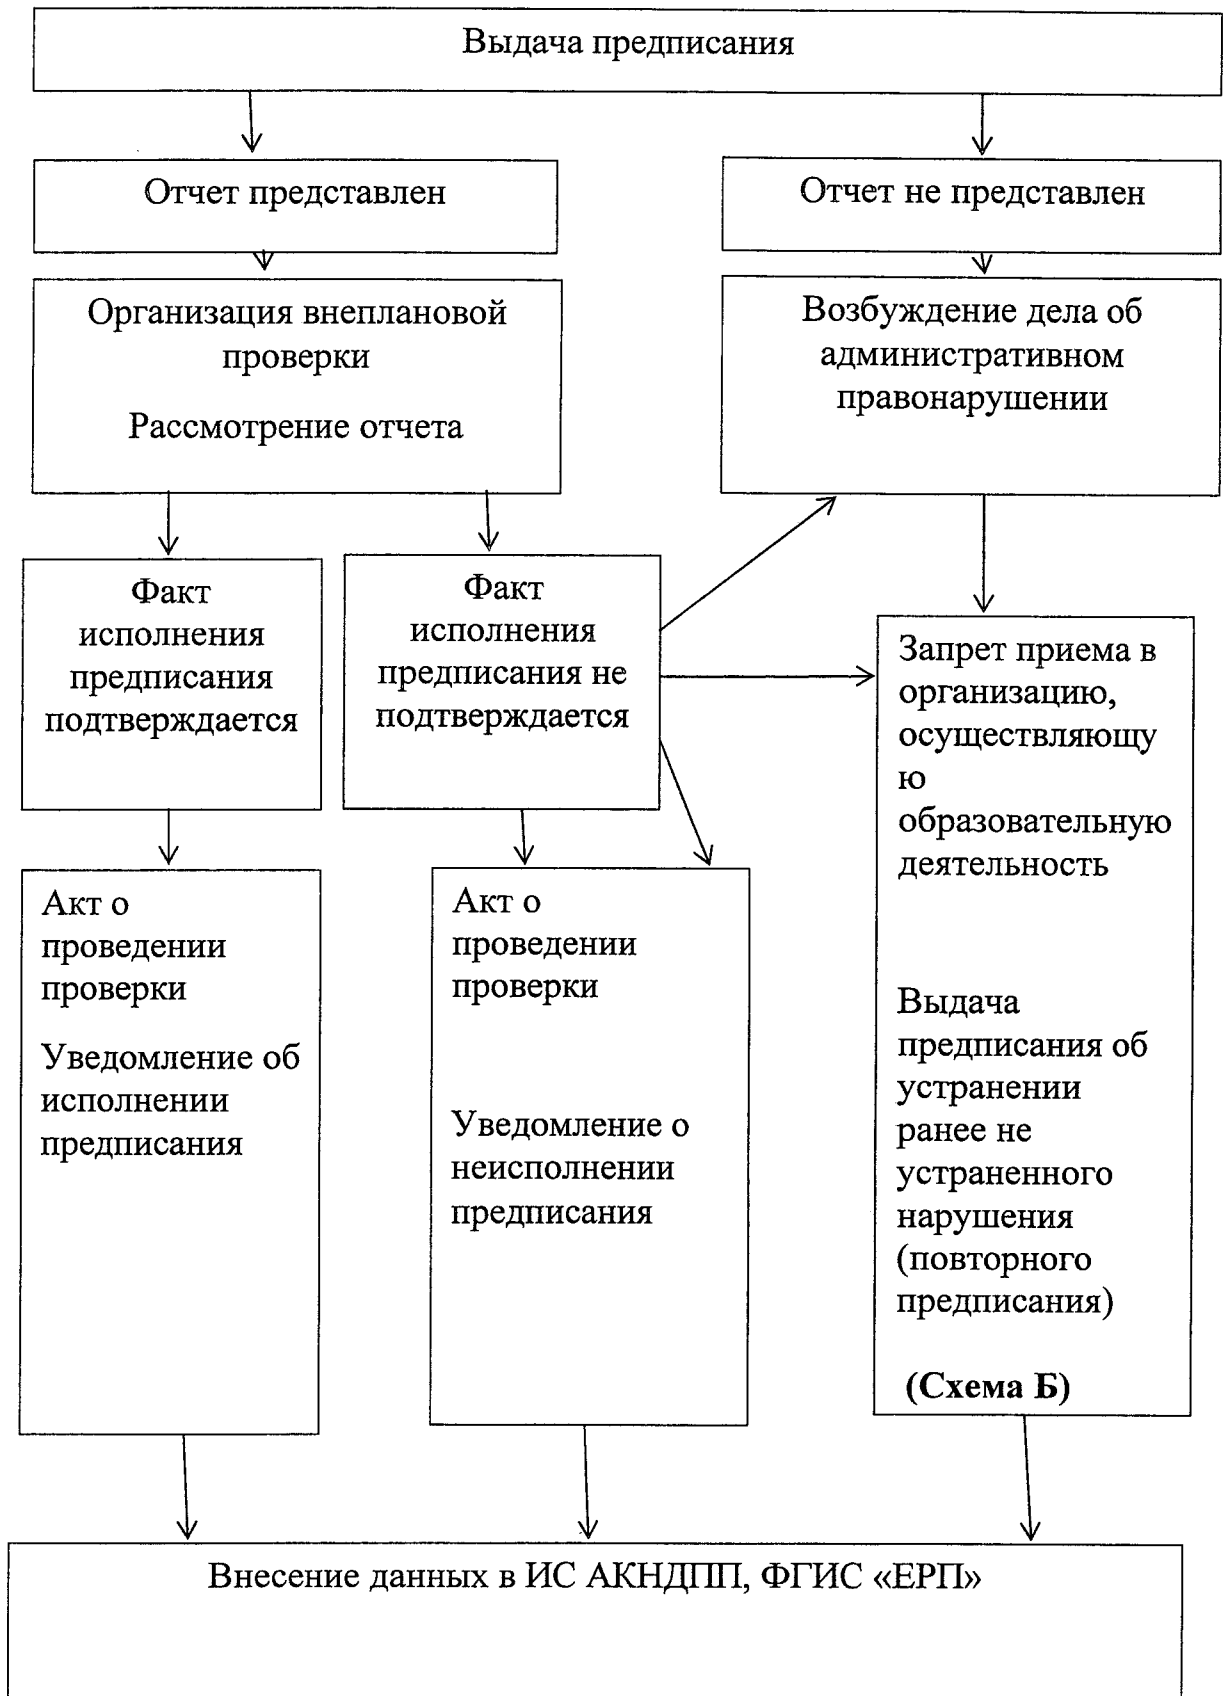 Выдача предписания
Отчет представлен
Отчет не представлен
Организация внеплановой
проверки
Рассмотрение отчета
Возбуждение дела об
административном
правонарушении
Факт
исполнения
предписания
подтверждается
Факт
исполнения
предписания не
подтверждается
Запрет приема в
организацию,
осуществляющу
ю
образовательную
деятельность
Выдача
предписания об
устранении
ранее не
устраненного
нарушения
(повторного
предписания)
(Схема Б)
Акт о
проведении
проверки
Уведомление об
исполнении
предписания
Акт о
проведении
проверки
Уведомление о
неисполнении
предписания
Внесение данных в ИС АКНДПП, ФГИС «ЕРП»